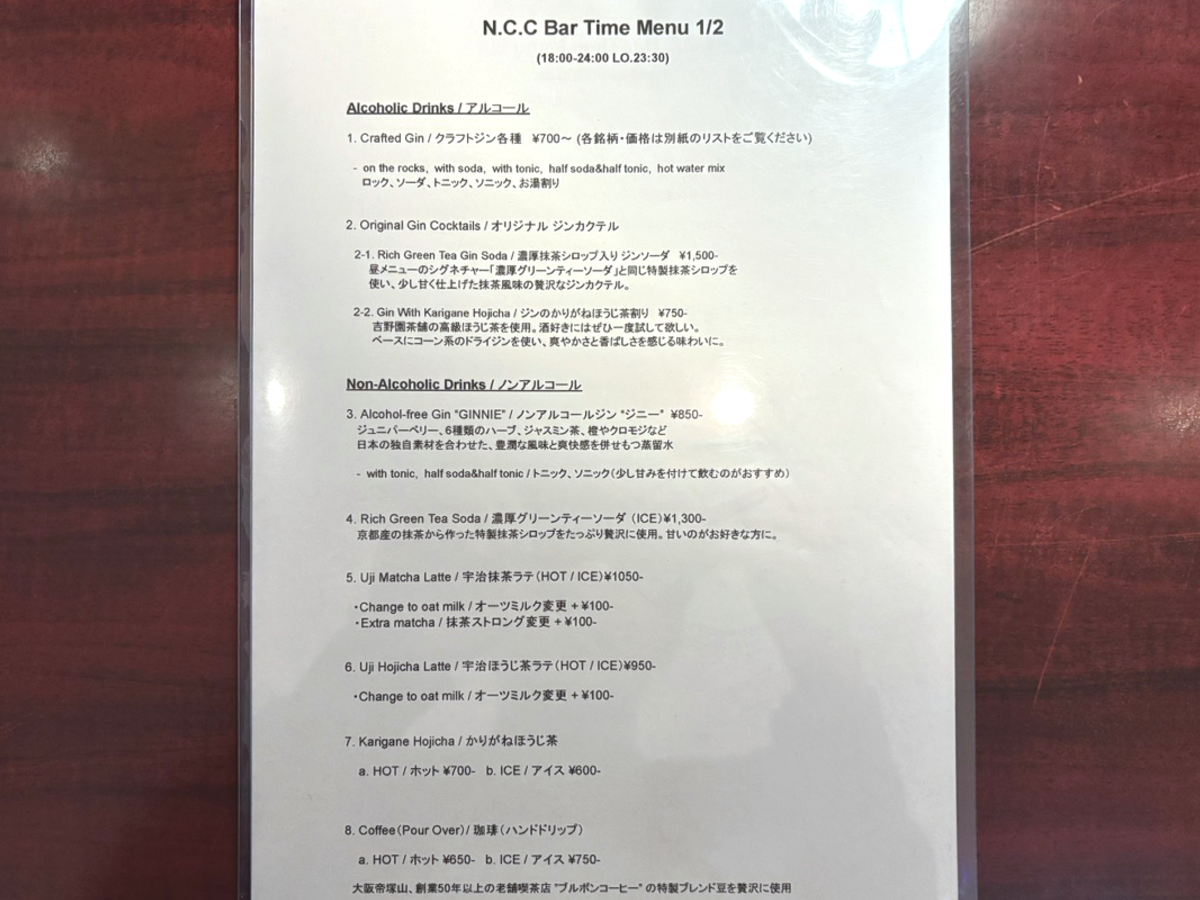 N.C.C Bar Time Menu 1/2
(18:00-24:00 LO.23:30)
Alcoholic Drinks / アルコール
1. Crafted Gin / クラフトジン各種 ¥700～ (各銘柄・価格は別紙のリストをご覧ください)
- on the rocks, with soda, with tonic, half soda&half tonic, hot water mix
ロック、ソーダ、トニック、ソニック、お湯割り
2. Original Gin Cocktails / オリジナル ジンカクテル
2-1. Rich Green Tea Gin Soda / 濃厚抹茶シロップ入り ジンソーダ ¥1,500-
昼メニューのシグネチャー「濃厚グリーンティーソーダ」と同じ特製抹茶シロップを
使い、少し甘く仕上げた抹茶風味の贅沢なジンカクテル。
2-2. Gin With Karigane Hojicha / ジンのかりがねほうじ茶割り ¥750-
吉野園茶舗の高級ほうじ茶を使用。酒好きにはぜひ一度試して欲しい。
ベースにコーン系のドライジンを使い、爽やかさと香ばしさを感じる味わいに。
Non-Alcoholic Drinks / ノンアルコール
3. Alcohol-free Gin “GINNIE” / ノンアルコールジン “ジニー” ¥850-
ジュニパーベリー、6種類のハーブ、ジャスミン茶、橙やクロモジなど
日本の独自素材を合わせた、豊潤な風味と爽快感を併せもつ蒸留水
- with tonic, half soda&half tonic / トニック、ソニック（少し甘みを付けて飲むのがおすすめ）
4. Rich Green Tea Soda / 濃厚グリーンティーソーダ （ICE）¥1,300-
京都産の抹茶から作った特製抹茶シロップをたっぷり贅沢に使用。甘いのがお好きな方に。
5. Uji Matcha Latte / 宇治抹茶ラテ（HOT / ICE）¥1050-
・Change to oat milk / オーツミルク変更 + ¥100-
・Extra matcha / 抹茶ストロング変更 + ¥100-
6. Uji Hojicha Latte / 宇治ほうじ茶ラテ（HOT / ICE）¥950-
・Change to oat milk / オーツミルク変更 + ¥100-
7. Karigane Hojicha / かりがねほうじ茶
a. HOT / ホット ¥700- b. ICE / アイス ¥600-
8. Coffee（Pour Over）/ 珈琲（ハンドドリップ）
a. HOT / ホット ¥650- b. ICE / アイス ¥750-
大阪帝塚山、創業50年以上の老舗喫茶店 ”ブルボンコーヒー” の特製ブレンド豆を贅沢に使用